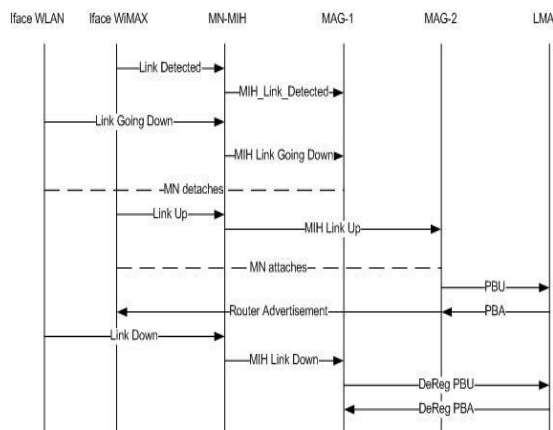 Iface WLAN Iface WiMAX MN-MIH MAG-1 MAG-2 LMA
Link Detected
MIH_Link_Detected
Link Going Down
MIH Link Going Down
MN detaches
Link Up
MIH Link Up
MN attaches
PBU
Router Advertisement PBA
Link Down
MIH Link Down
DeReg PBU
DeReg PBA